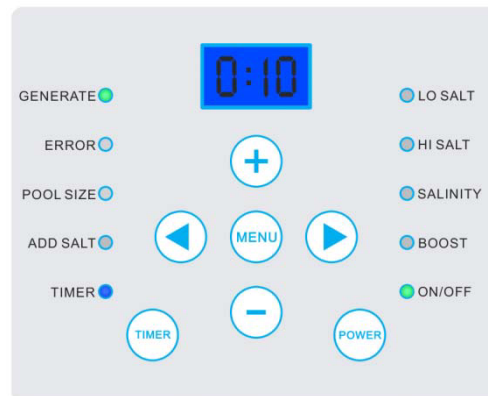 0:10
GENERATE
LO SALT
ERROR
HI SALT
POOL SIZE
SALINITY
ADD SALT
MENU
BOOST
TIMER
ON/OFF
TIMER
POWER